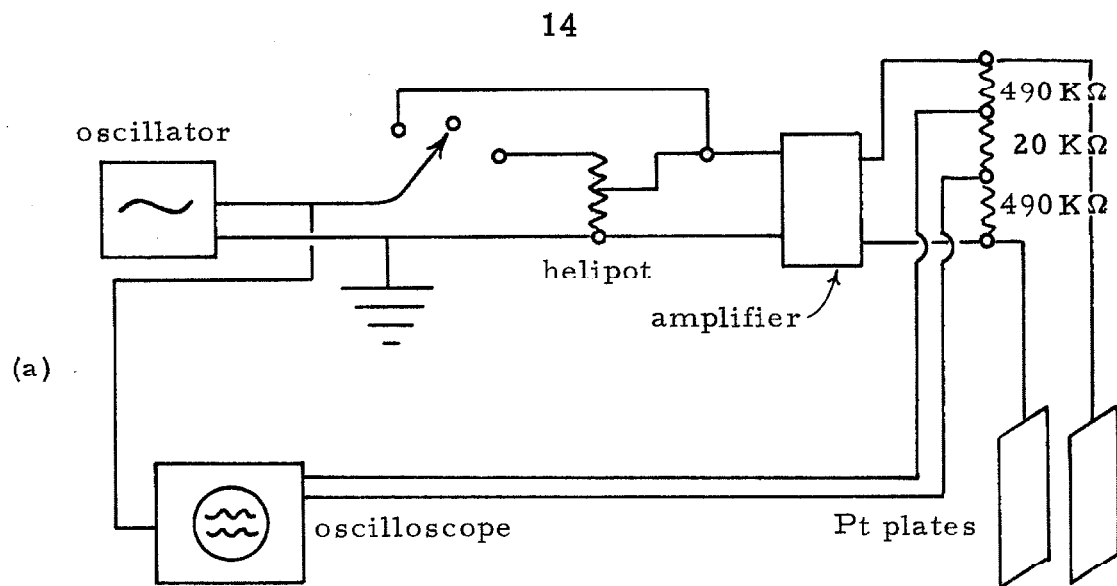 14
490 KΩ
oscillator
20 KΩ
490 KΩ
helipot
amplifier
(a)
oscilloscope
Pt plates